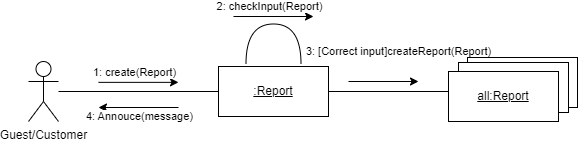 2: checkInput(Report)
3: [Correct input]createReport(Report)
1: create(Report)
:Report
all:Report
4: Annouce(message)
Guest/Customer